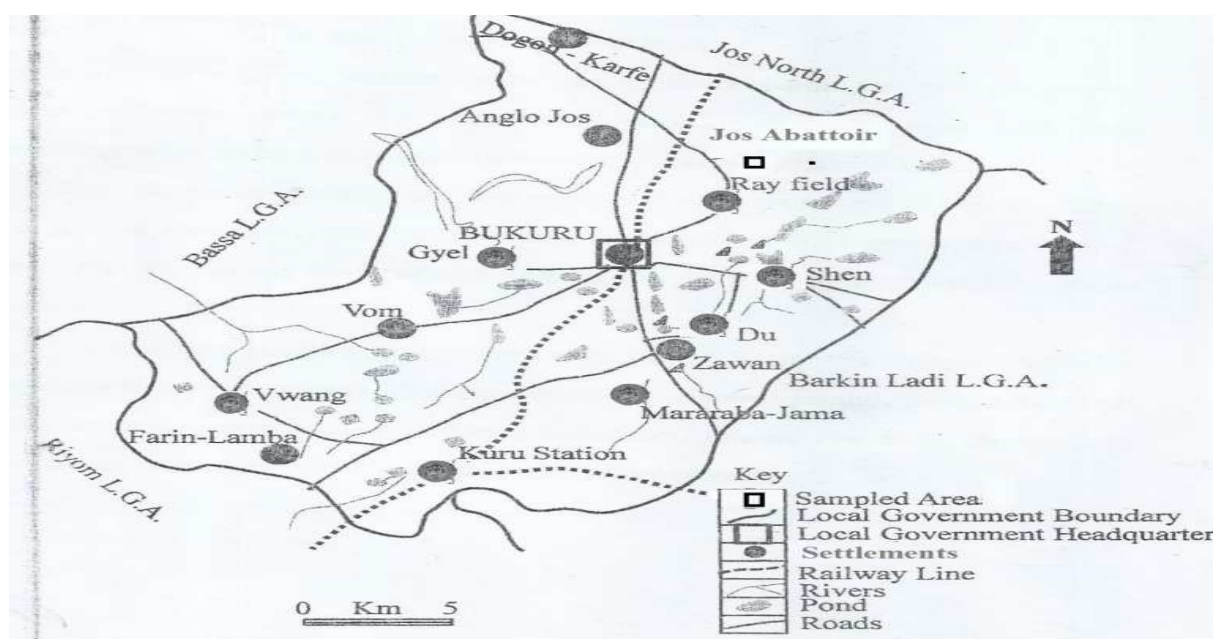 Dogon - Karfe
Jos North L.G.A.
Anglo Jos
Jos Abattoir
Ray field
Bassa L.G.A.
BUKURU
N
Gyel
Shen
Vom
Du
Zawan
Barkin Ladi L.G.A.
Vwang
Mararaba-Jama
Farin-Lamba
Kuru Station
Riyom L.G.A.
Key
Sampled Area
Local Government Boundary
Local Government Headquarter
Settlements
Railway Line
Rivers
Pond
Roads
0 Km 5